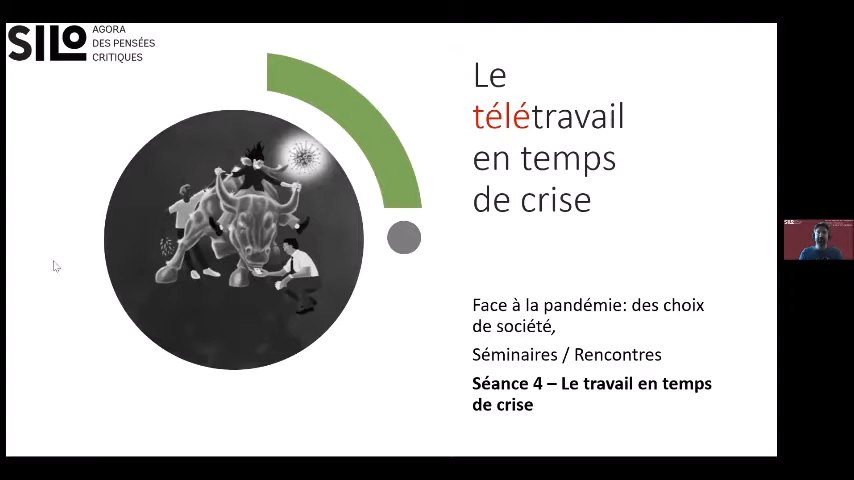 SILO
AGORA
DES PENSÉES
CRITIQUES
Le
télétravail
en temps
de crise
Face à la pandémie: des choix
de société,
Séminaires / Rencontres
Séance 4 – Le travail en temps
de crise